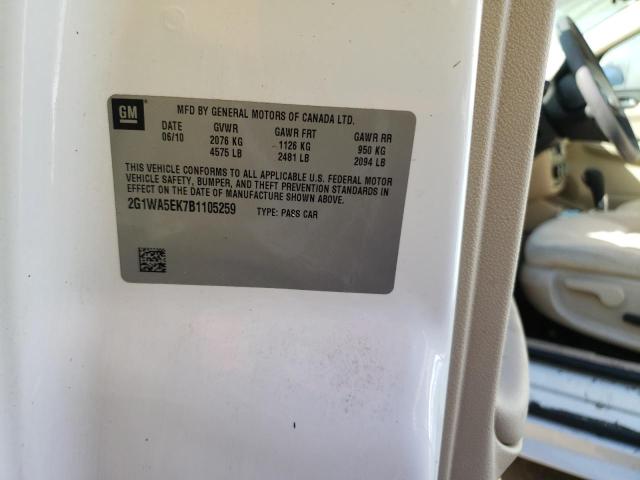 GM
MFD BY GENERAL MOTORS OF CANADA LTD.
DATE GVWR GAWR FRT GAWR RR
06/10 2076 KG 1126 KG 950 KG
4575 LB 2481 LB 2094 LB
THIS VEHICLE CONFORMS TO ALL APPLICABLE U.S. FEDERAL MOTOR
VEHICLE SAFETY, BUMPER, AND THEFT PREVENTION STANDARDS IN
EFFECT ON THE DATE OF MANUFACTURE SHOWN ABOVE.
2G1WA5EK7B1105259 TYPE: PASS CAR